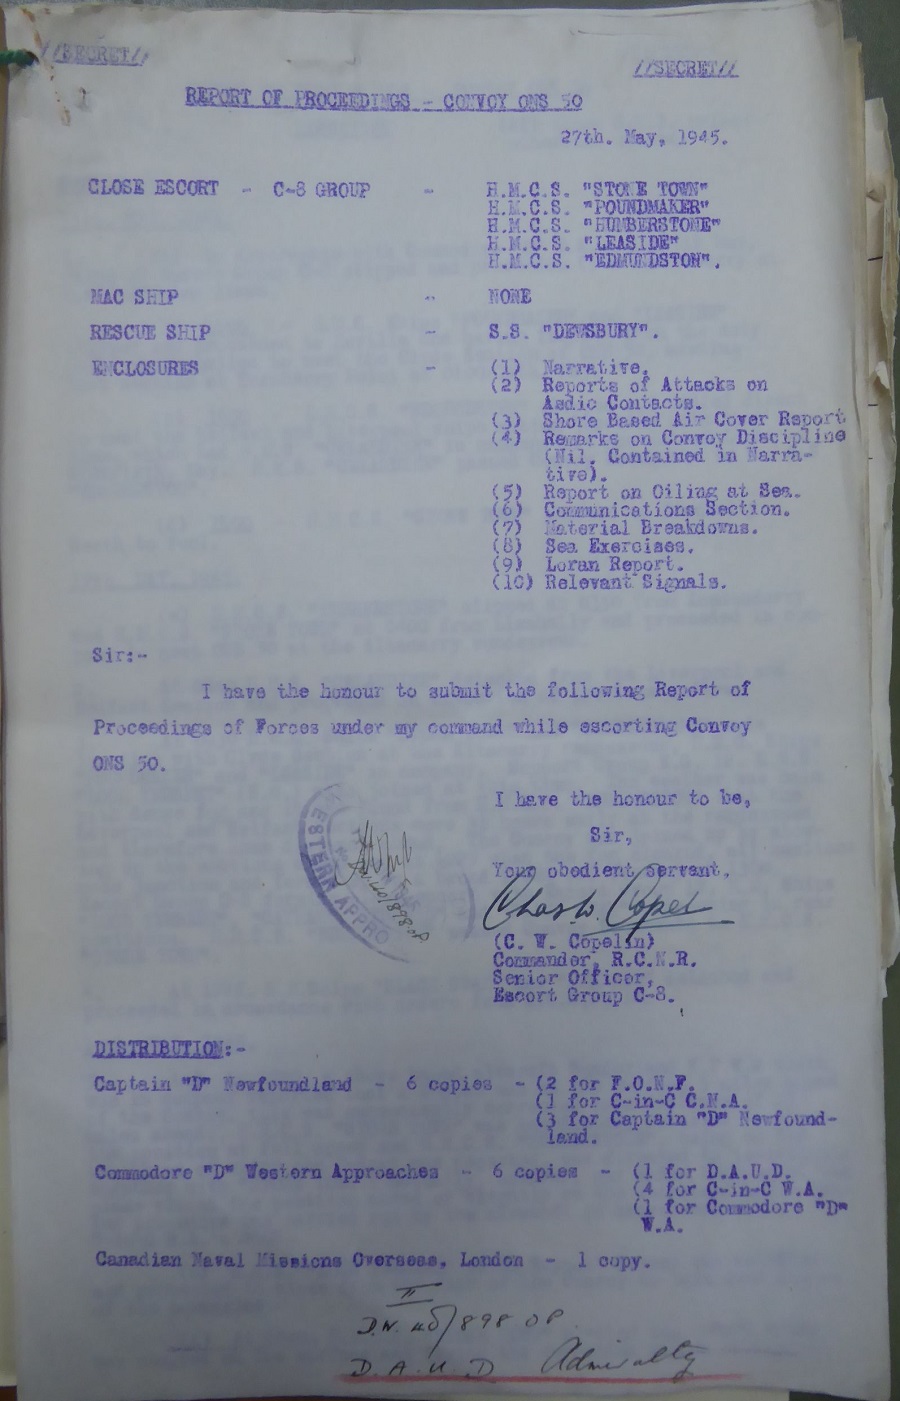 //SECRET//
//SECRET//
REPORT OF PROCEEDINGS - CONVOY ONS 50
27th. May, 1945.
CLOSE ESCORT - C-8 GROUP - H.M.C.S. "STONE TOWN"
H.M.C.S. "POUNDMAKER"
H.M.C.S. "HUMBERSTONE"
H.M.C.S. "LEASIDE"
H.M.C.S. "EDMUNDSTON".
MAC SHIP - NONE
RESCUE SHIP - S.S. "DEWSBURY".
ENCLOSURES - (1) Narrative.
(2) Reports of Attacks on
Asdic Contacts.
(3) Shore Based Air Cover Report
(4) Remarks on Convoy Discipline
(Nil. Contained in Narra-
tive).
(5) Report on Oiling at Sea.
(6) Communications Section.
(7) Material Breakdowns.
(8) Sea Exercises.
(9) Loran Report.
(10) Relevant Signals.
Sir:-
I have the honour to submit the following Report of
Proceedings of Forces under my command while escorting Convoy
ONS 50.
I have the honour to be,
Sir,
Your obedient servant,
Chas W. Copel
(C. W. Copelin)
Commander, R.C.N.R.
Senior Officer,
Escort Group C-8.
ESTERN APPRO
/898.OP
DISTRIBUTION:-
Captain "D" Newfoundland - 6 copies - (2 for F.O.N.F.
(1 for C-in-C C.N.A.
(3 for Captain "D" Newfound-
land.
Commodore "D" Western Approaches - 6 copies - (1 for D.A.U.D.
(4 for C-in-C W.A.
(1 for Commodore "D"
W.A.
Canadian Naval Missions Overseas, London - 1 copy.
II
/898 OP
D.A.U.D Admiralty